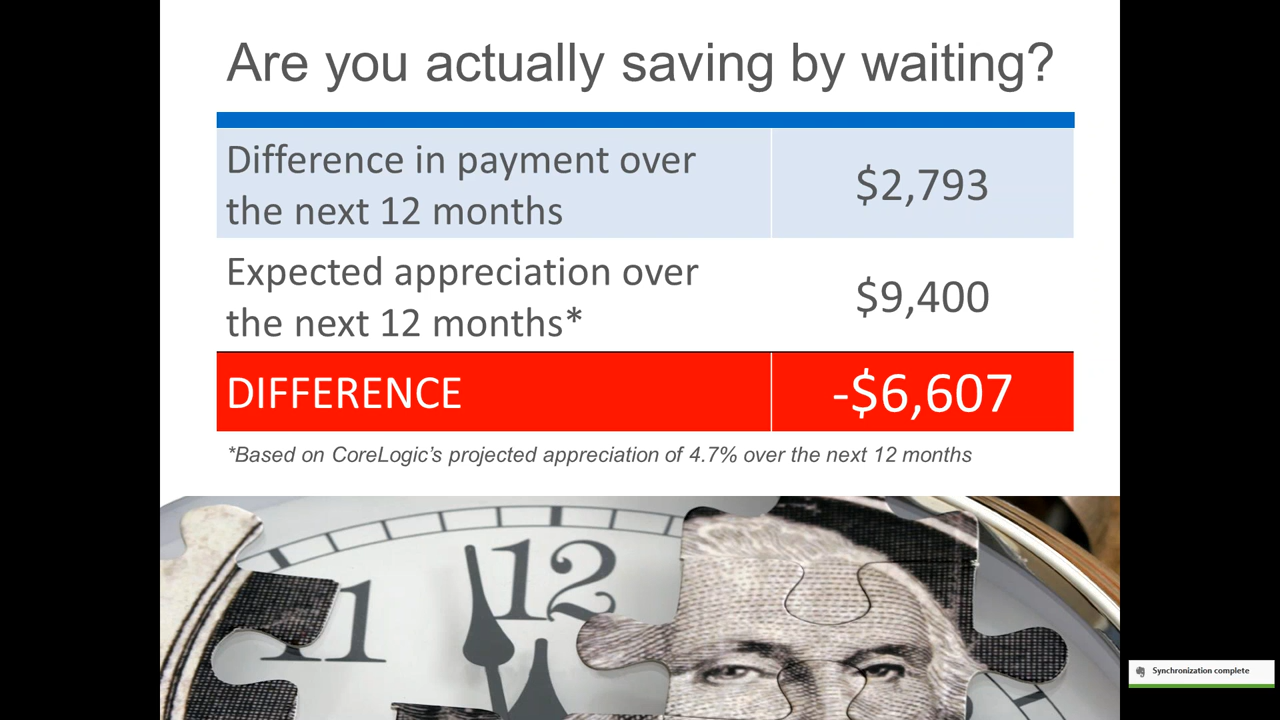 Are you actually saving by waiting?
Difference in payment over
the next 12 months
$2,793
Expected appreciation over
the next 12 months*
$9,400
DIFFERENCE
-$6,607
*Based on CoreLogic’s projected appreciation of 4.7% over the next 12 months
11
12
Synchronization complete